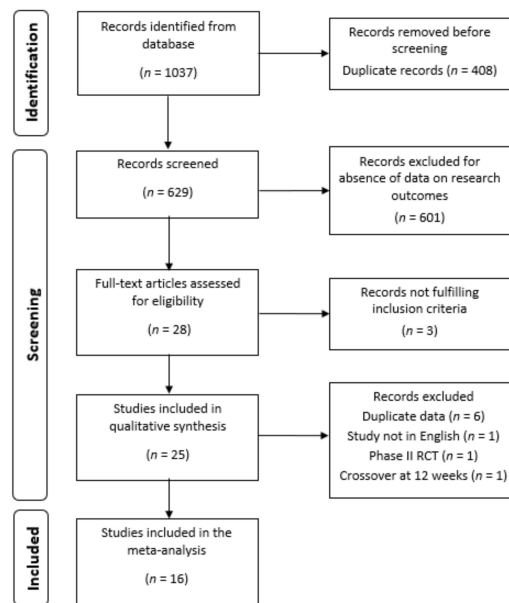 Identification
Records identified from
database
(n = 1037)
Records removed before
screening
Duplicate records (n = 408)
Screening
Records screened
(n = 629)
Records excluded for
absence of data on research
outcomes
(n = 601)
Full-text articles assessed
for eligibility
(n = 28)
Records not fulfilling
inclusion criteria
(n = 3)
Studies included in
qualitative synthesis
(n = 25)
Records excluded
Duplicate data (n = 6)
Study not in English (n = 1)
Phase II RCT (n = 1)
Crossover at 12 weeks (n = 1)
Included
Studies included in the
meta-analysis
(n = 16)